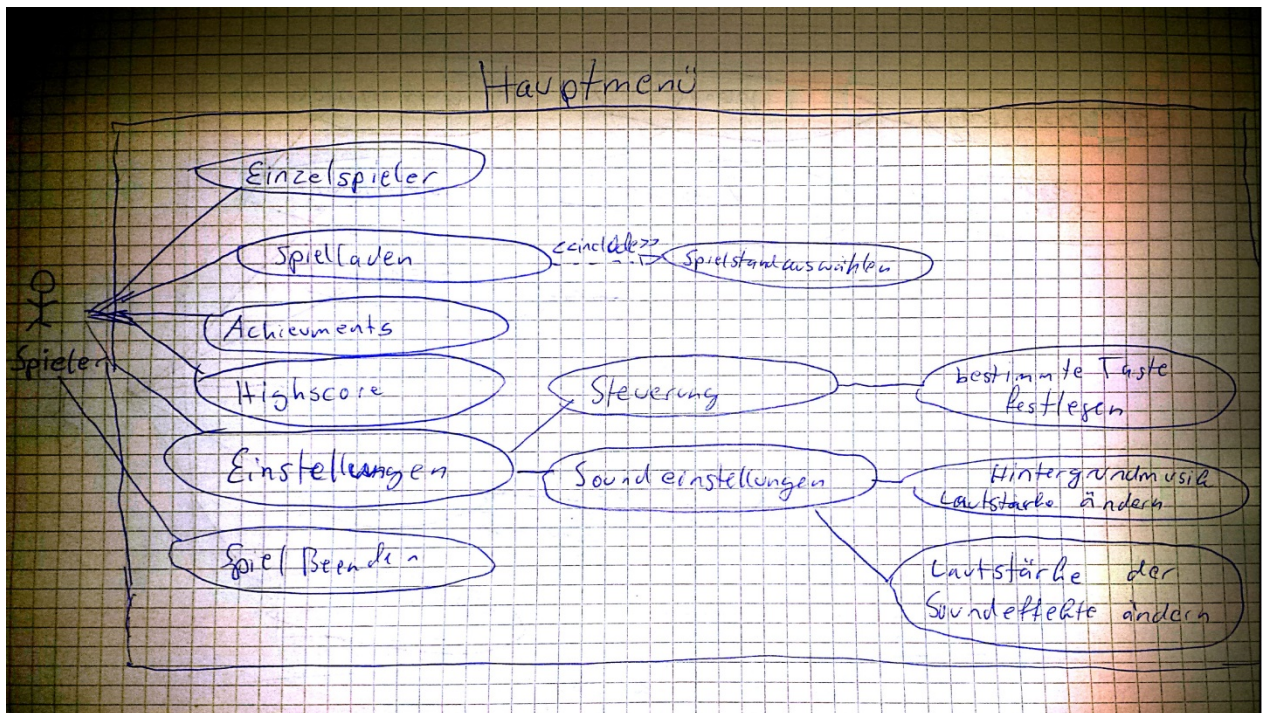 Hauptmenü
Einzelspieler
Spielladen
<<include>>
Spielstand auswählen
Spieler
Achievments
Highscore
Steuerung
bestimmte Taste
festlegen
Einstellungen
Soundeinstellungen
Hintergrundmusik
Lautstärke ändern
Spiel Beenden
Lautstärke der
Soundeffekte ändern